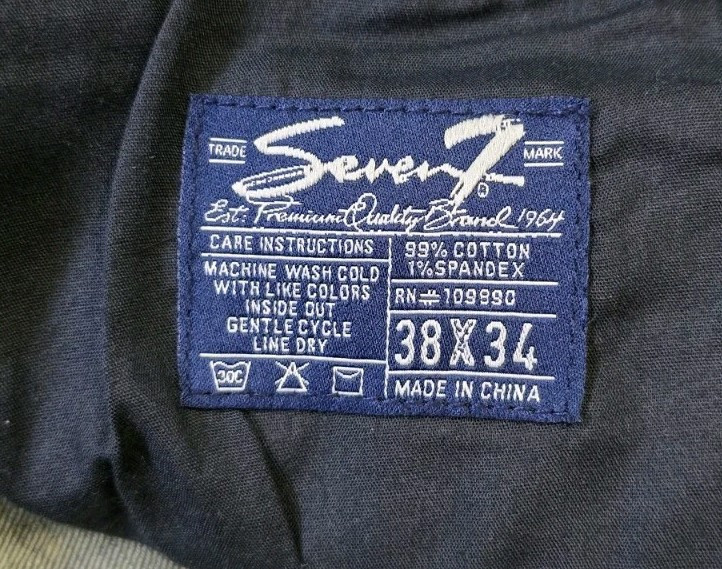 TRADE Seven7® MARK
Est: Premium Quality Brand 1964
CARE INSTRUCTIONS
MACHINE WASH COLD
WITH LIKE COLORS
INSIDE OUT
GENTLE CYCLE
LINE DRY
30C
99% COTTON
1% SPANDEX
RN# 109890
38X34
MADE IN CHINA